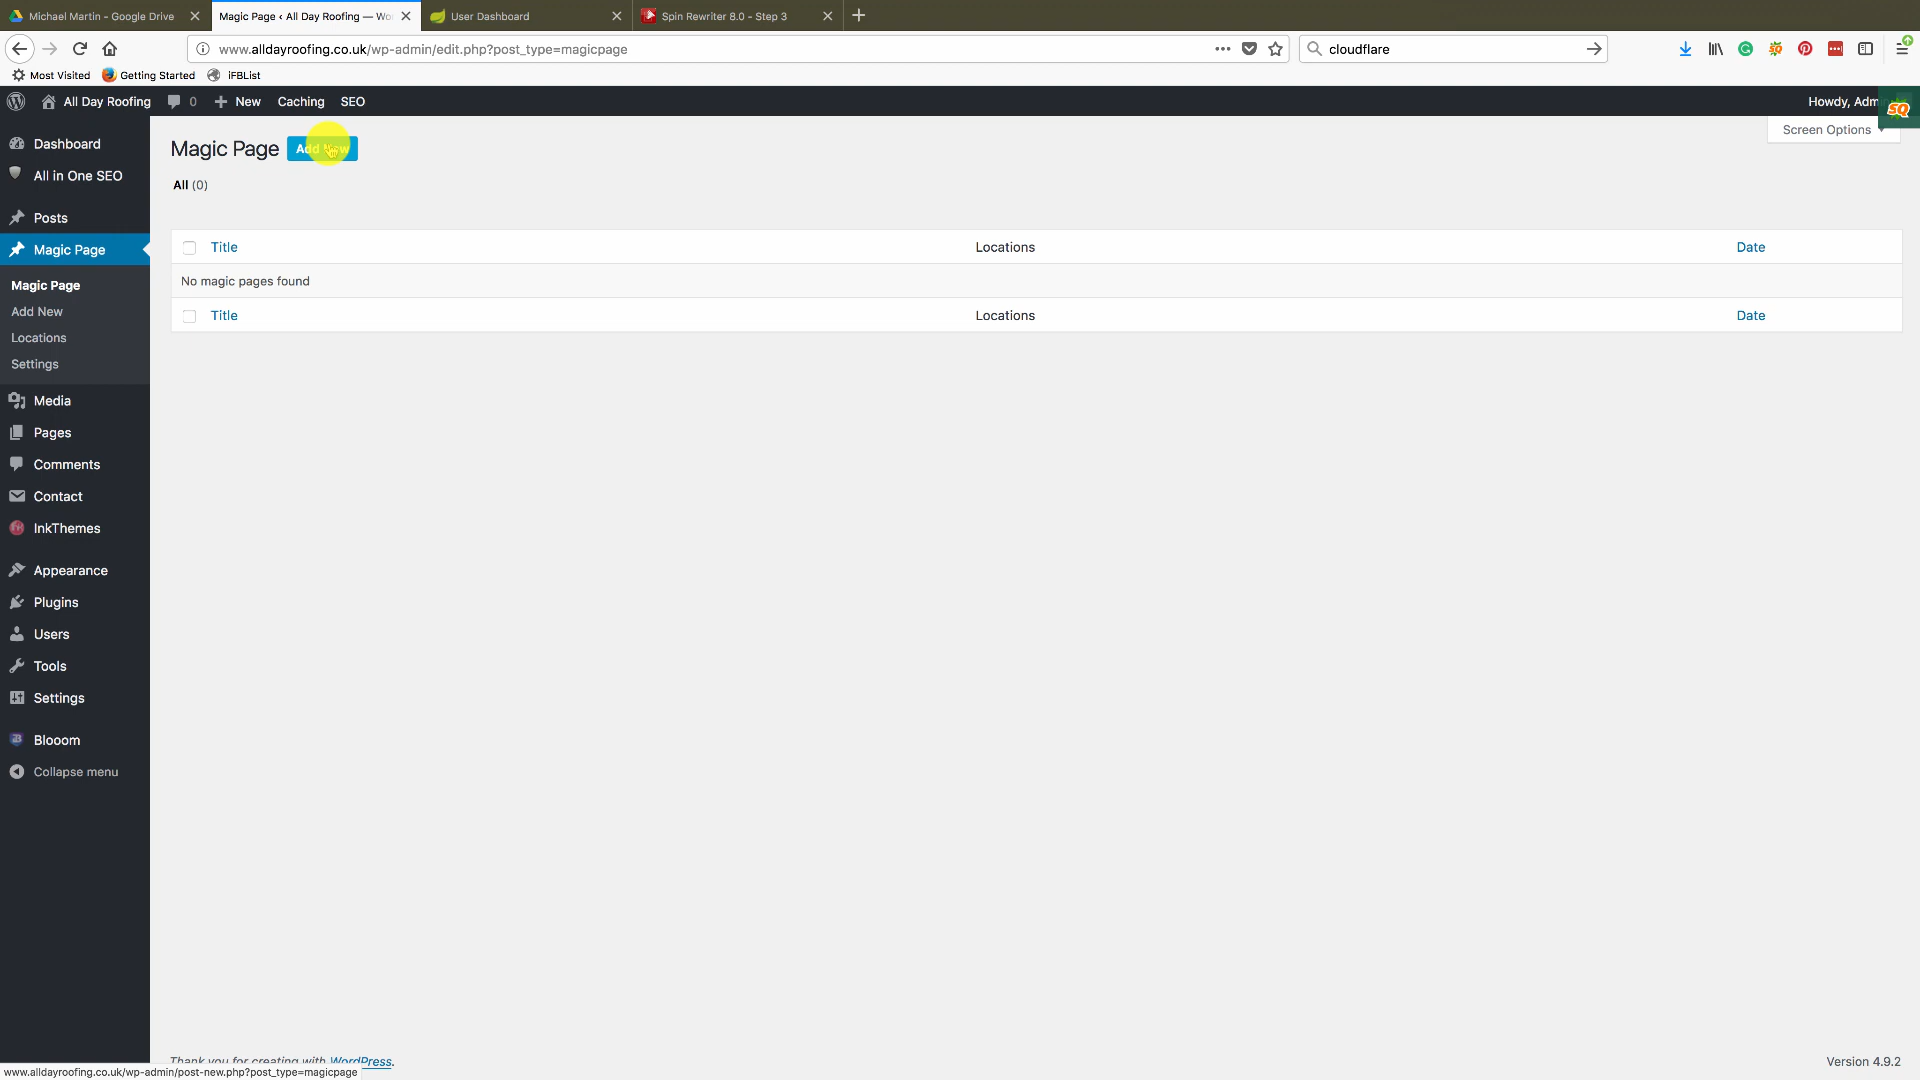 Michael Martin - Google Drive
Magic Page ‹ All Day Roofing — Wo
User Dashboard
Spin Rewriter 8.0 - Step 3
www.alldayroofing.co.uk/wp-admin/edit.php?post_type=magicpage
cloudflare
Most Visited
Getting Started
iFBList
All Day Roofing
0
New
Caching
SEO
Howdy, Adm
SQ
Dashboard
All in One SEO
Posts
Magic Page
Magic Page
Add New
Locations
Settings
Media
Pages
Comments
Contact
InkThemes
Appearance
Plugins
Users
Tools
Settings
Blooom
Collapse menu
Magic Page
Add New
Screen Options
All (0)
Title
Locations
Date
No magic pages found
Title
Locations
Date
Thank you for creating with WordPress.
Version 4.9.2
www.alldayroofing.co.uk/wp-admin/post-new.php?post_type=magicpage